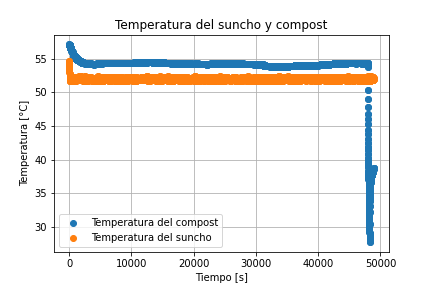 Temperatura del suncho y compost
Temperatura [°C]
55
50
45
40
35
30
Temperatura del compost
Temperatura del suncho
0 10000 20000 30000 40000 50000
Tiempo [s]